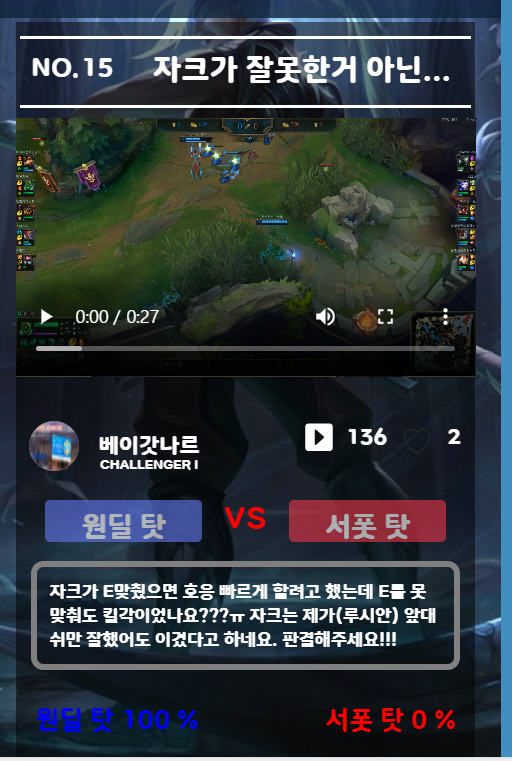 NO.15 자크가 잘못한거 아닌...
0:00 / 0:27
베이갓나르
CHALLENGER I
136 2
원딜 탓 VS 서폿 탓
자크가 E맞췄으면 호응 빠르게 할려고 했는데 E를 못
맞춰도 킬각이었나요???ㅠ 자크는 제가(루시안) 앞대
쉬만 잘했어도 이겼다고 하네요. 판결해주세요!!!
원딜 탓 100 % 서폿 탓 0 %